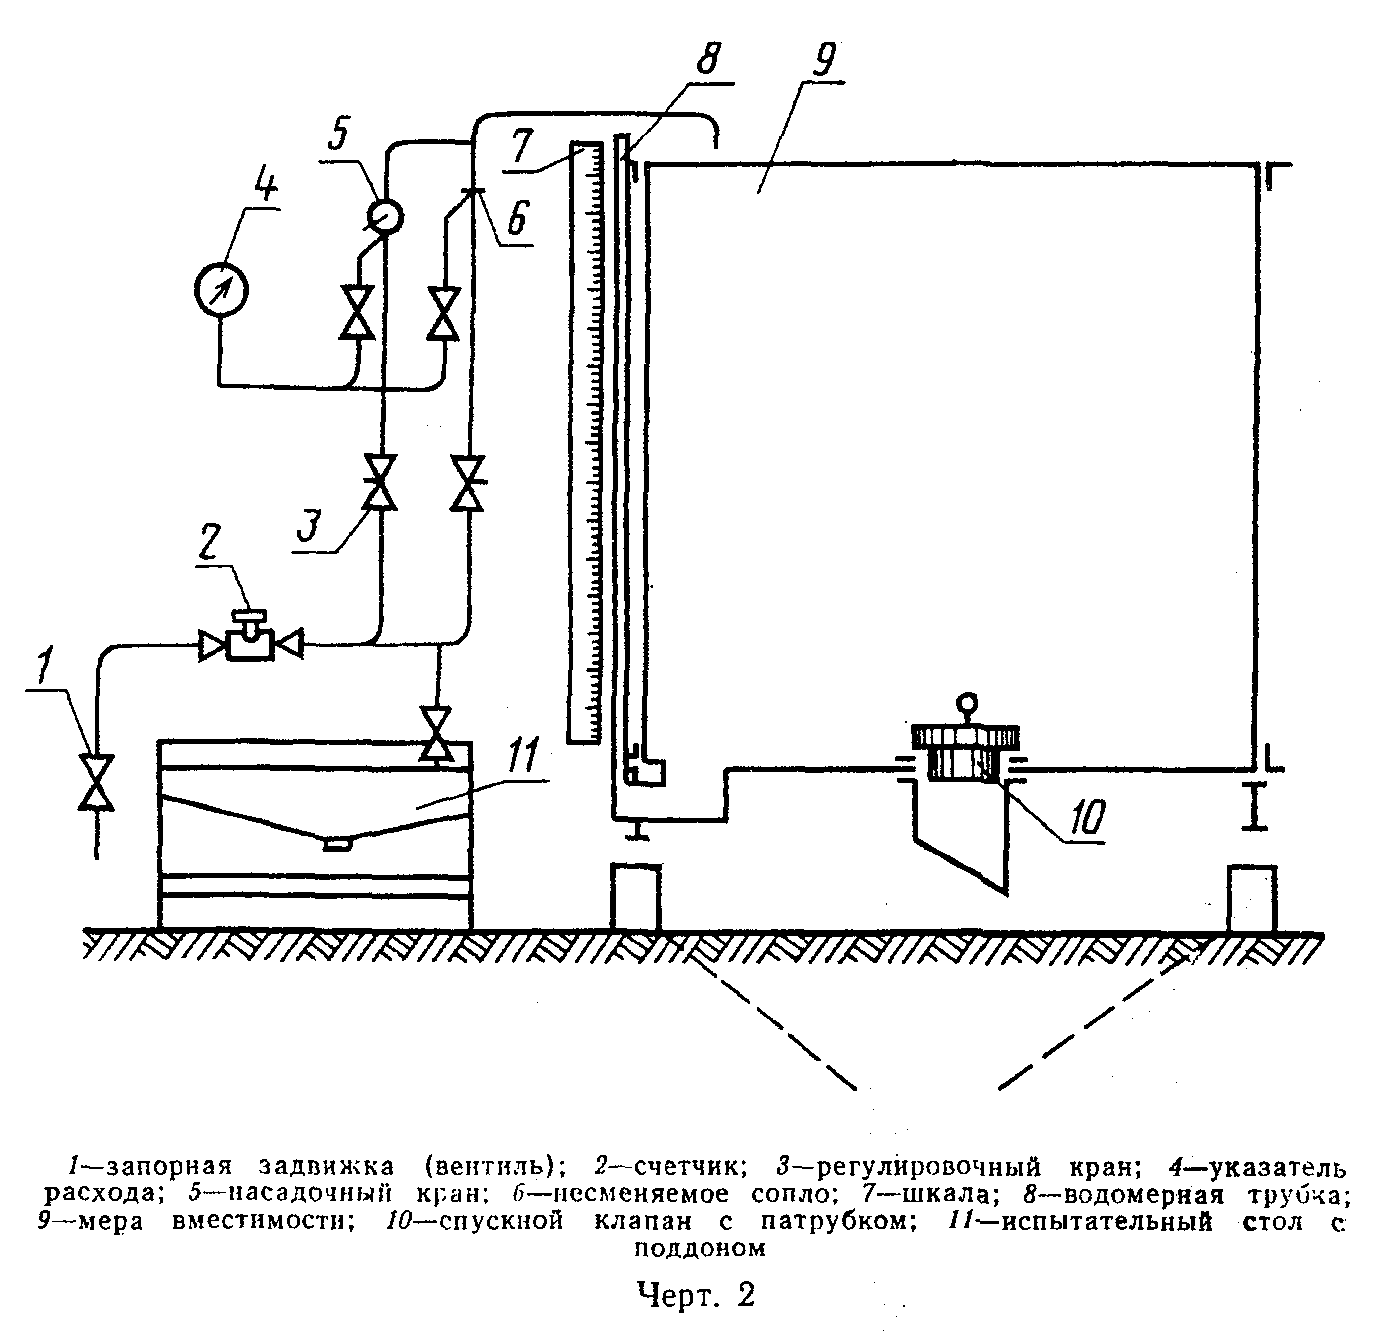 8
9
5
7
4
6
3
2
1
11
10
1—запорная задвижка (вентиль); 2—счетчик; 3—регулировочный кран; 4—указатель
расхода; 5—насадочный кран; 6—несменяемое сопло; 7—шкала; 8—водомерная трубка;
9—мера вместимости; 10—спускной клапан с патрубком; 11—испытательный стол с
поддоном
Черт. 2